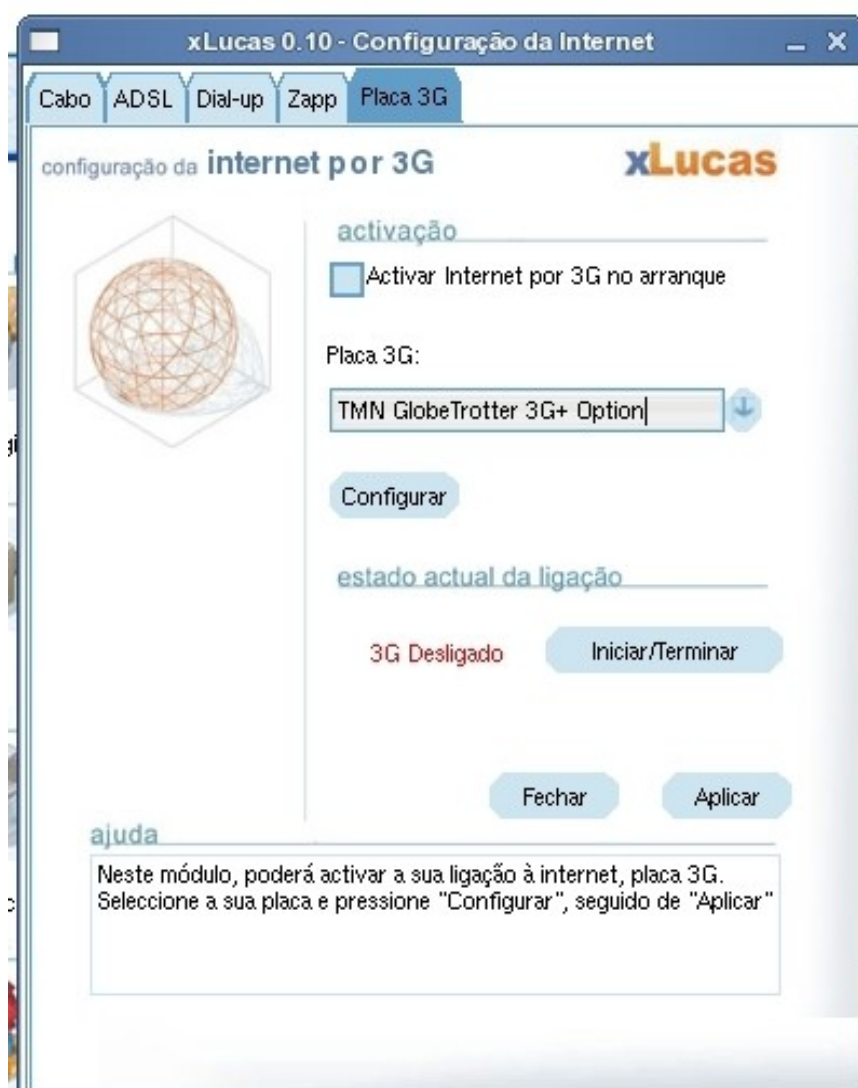 xLucas 0.10 - Configuração da Internet
Cabo ADSL Dial-up Zapp Placa 3G
configuração da internet por 3G xLucas
activação
Activar Internet por 3G no arranque
Placa 3G:
TMN GlobeTrotter 3G+ Option
Configurar
estado actual da ligação
3G Desligado Iniciar/Terminar
Fechar Aplicar
ajuda
Neste módulo, poderá activar a sua ligação à internet, placa 3G.
Seleccione a sua placa e pressione "Configurar", seguido de "Aplicar"